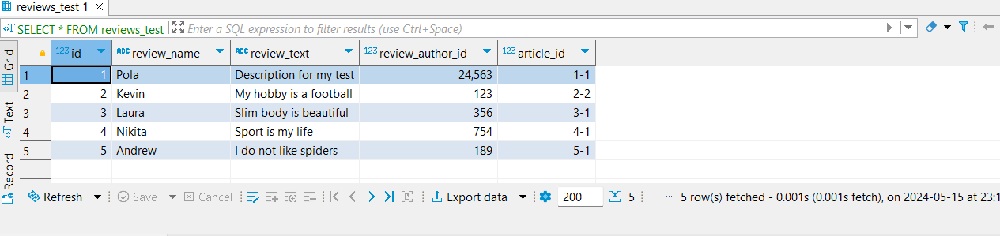 reviews_test 1
SELECT * FROM reviews_test Enter a SQL expression to filter results (use Ctrl+Space)
Grid
Text
Record
123 id ABC review_name ABC review_text 123 review_author_id 123 article_id
1 1 Pola Description for my test 24,563 1-1
2 2 Kevin My hobby is a football 123 2-2
3 3 Laura Slim body is beautiful 356 3-1
4 4 Nikita Sport is my life 754 4-1
5 5 Andrew I do not like spiders 189 5-1
Refresh Save Cancel Export data 200 5 5 row(s) fetched - 0.001s (0.001s fetch), on 2024-05-15 at 23:1